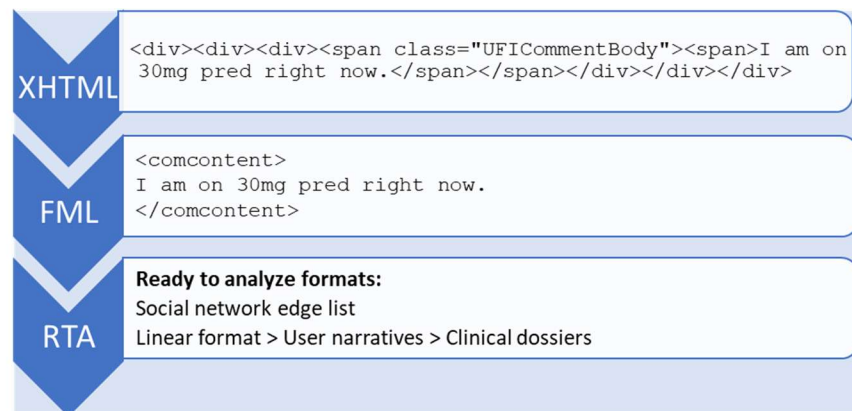 XHTML
<div><div><div><span class="UFICommentBody"><span>I am on
30mg pred right now.</span></span></div></div></div>
FML
<comcontent>
I am on 30mg pred right now.
</comcontent>
RTA
Ready to analyze formats:
Social network edge list
Linear format > User narratives > Clinical dossiers